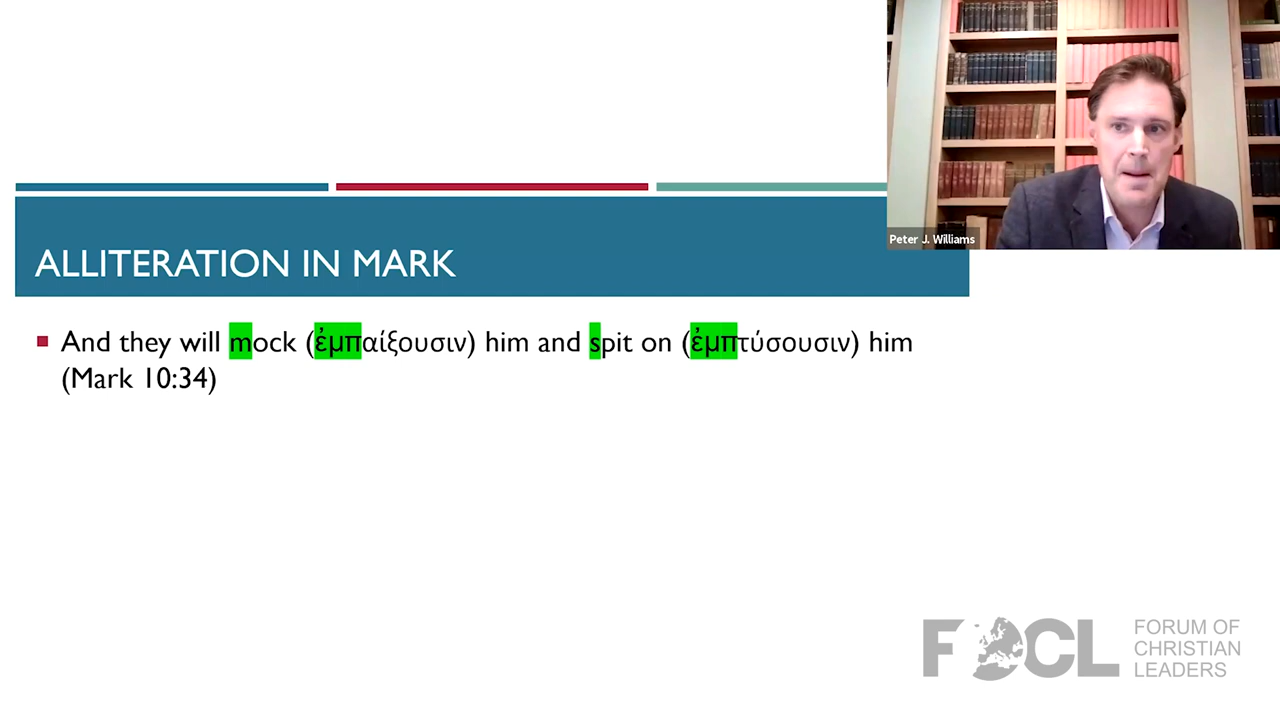 Peter J. Williams
ALLITERATION IN MARK
And they will mock (ἐμπαίξουσιν) him and spit on (ἐμπτύσουσιν) him
(Mark 10:34)
FOCL
FORUM OF
CHRISTIAN
LEADERS